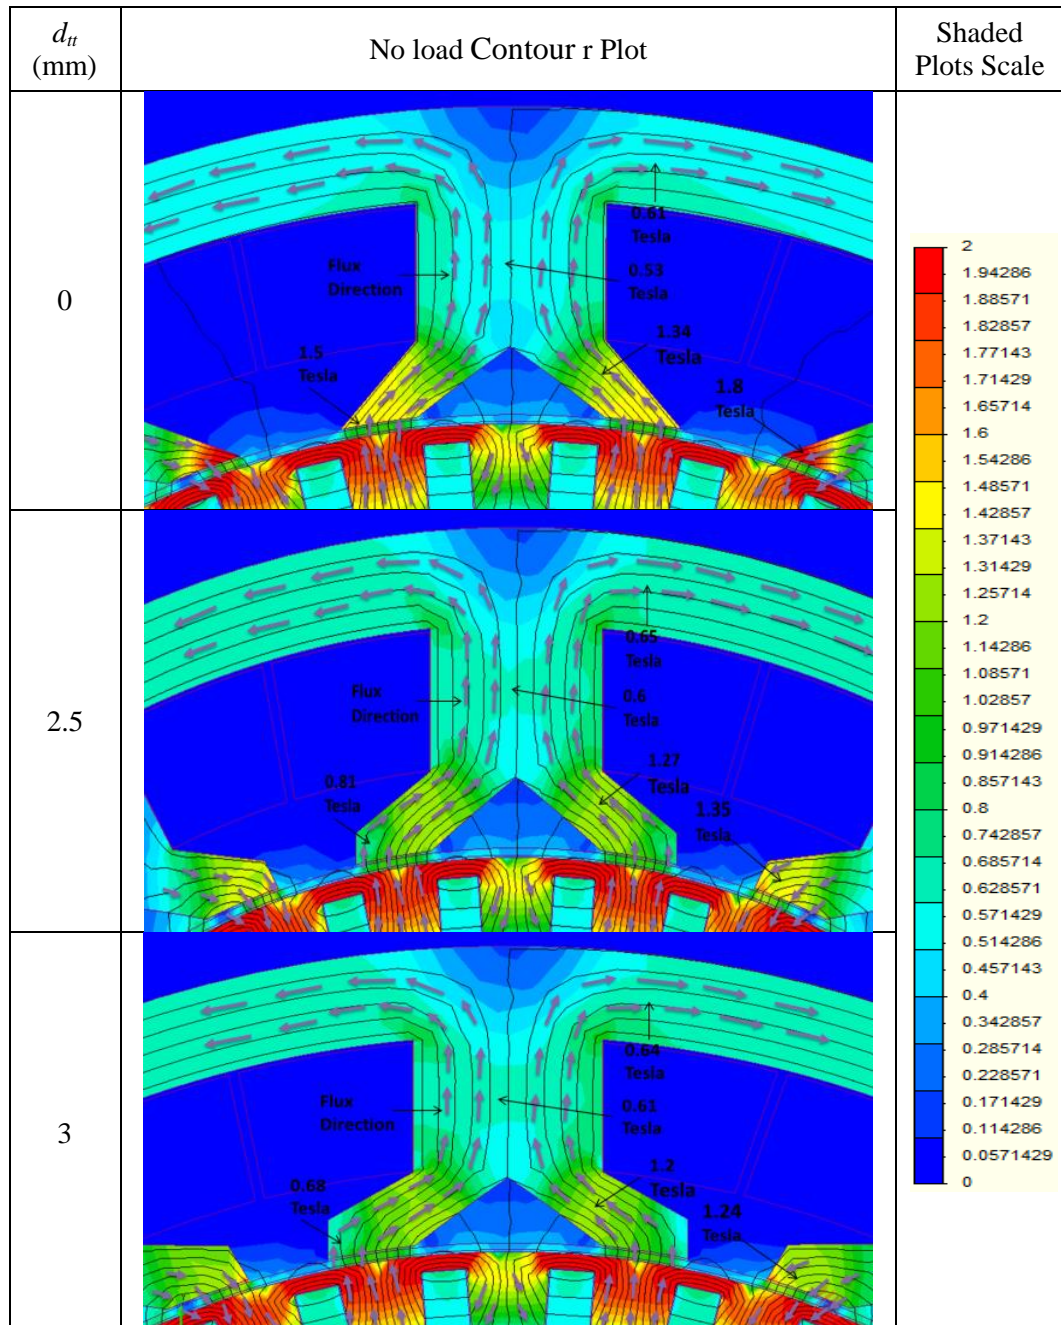 d_tt
(mm)
No load Contour r Plot
Shaded
Plots Scale
0
0.61
Tesla
Flux
Direction
0.53
Tesla
1.34
Tesla
1.5
Tesla
1.8
Tesla
2.5
0.65
Tesla
Flux
Direction
0.6
Tesla
1.27
Tesla
0.81
Tesla
1.35
Tesla
3
0.64
Tesla
Flux
Direction
0.61
Tesla
1.2
Tesla
0.68
Tesla
1.24
Tesla
2
1.94286
1.88571
1.82857
1.77143
1.71429
1.65714
1.6
1.54286
1.48571
1.42857
1.37143
1.31429
1.25714
1.2
1.14286
1.08571
1.02857
0.971429
0.914286
0.857143
0.8
0.742857
0.685714
0.628571
0.571429
0.514286
0.457143
0.4
0.342857
0.285714
0.228571
0.171429
0.114286
0.0571429
0